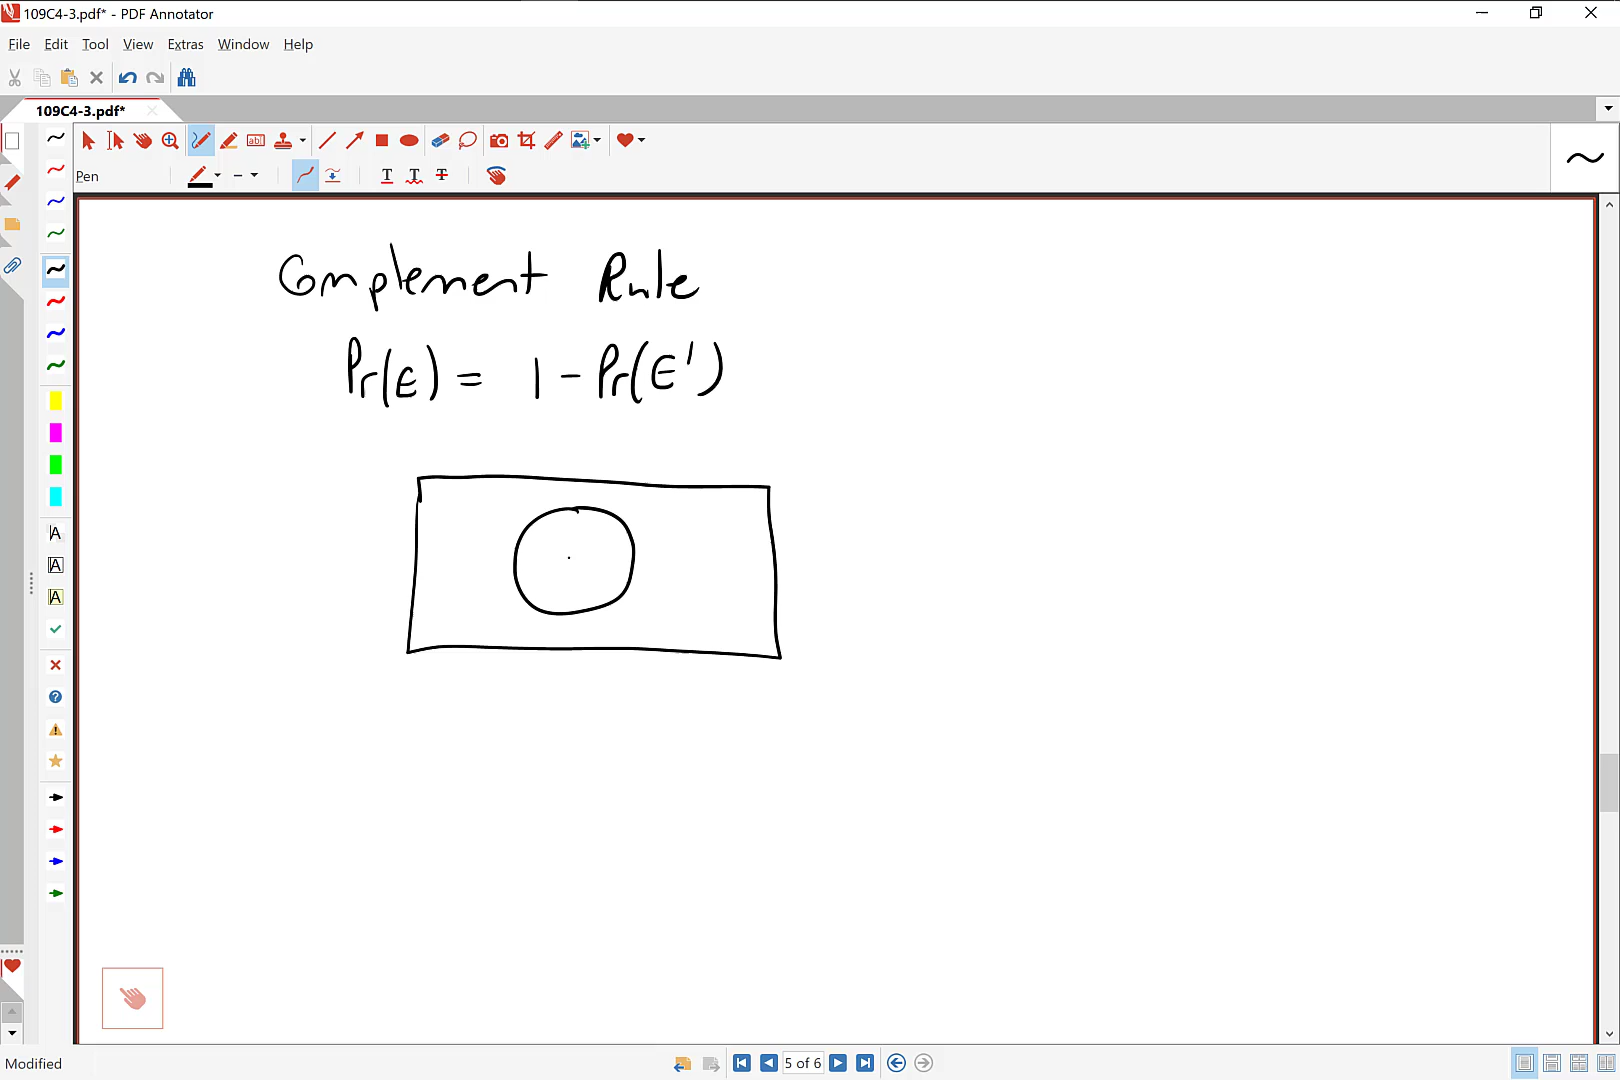 109C4-3.pdf* - PDF Annotator
File Edit Tool View Extras Window Help
109C4-3.pdf*
Pen
Complement Rule
Pr(E) = 1 - Pr(E')
A
A
A
Modified
5 of 6